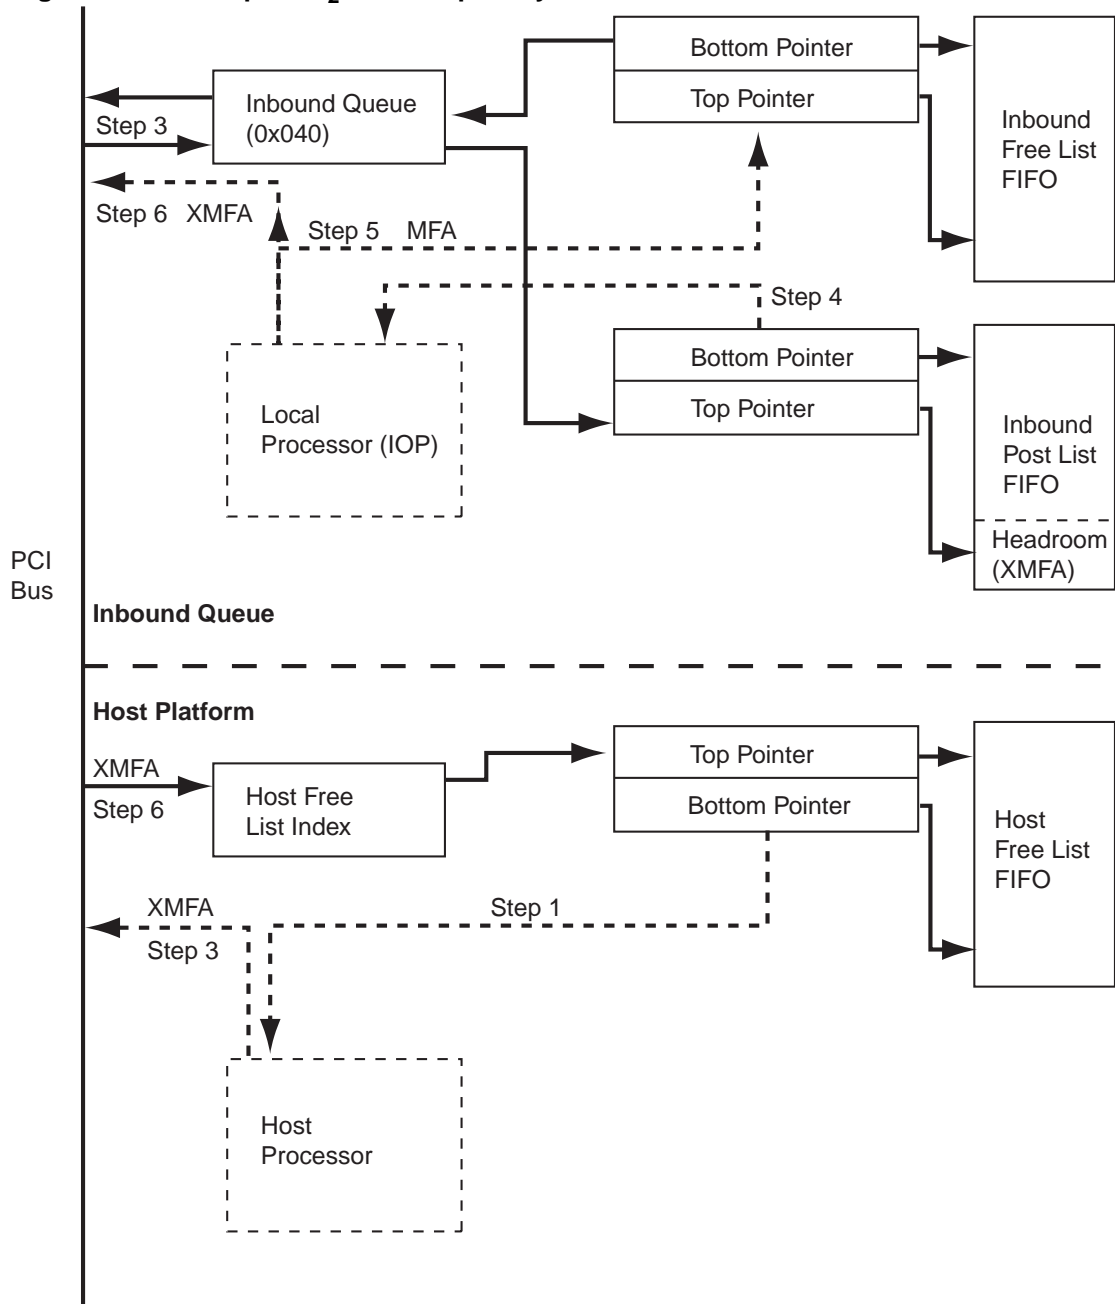 Bottom Pointer
Top Pointer
Inbound
Free List
FIFO
Inbound Queue
(0x040)
Step 3
Step 6 XMFA
Step 5 MFA
Step 4
Bottom Pointer
Top Pointer
Inbound
Post List
FIFO
Headroom
(XMFA)
Local
Processor (IOP)
PCI
Bus
Inbound Queue
Host Platform
XMFA
Step 6
Host Free
List Index
Top Pointer
Bottom Pointer
Host
Free List
FIFO
XMFA
Step 3
Step 1
Host
Processor